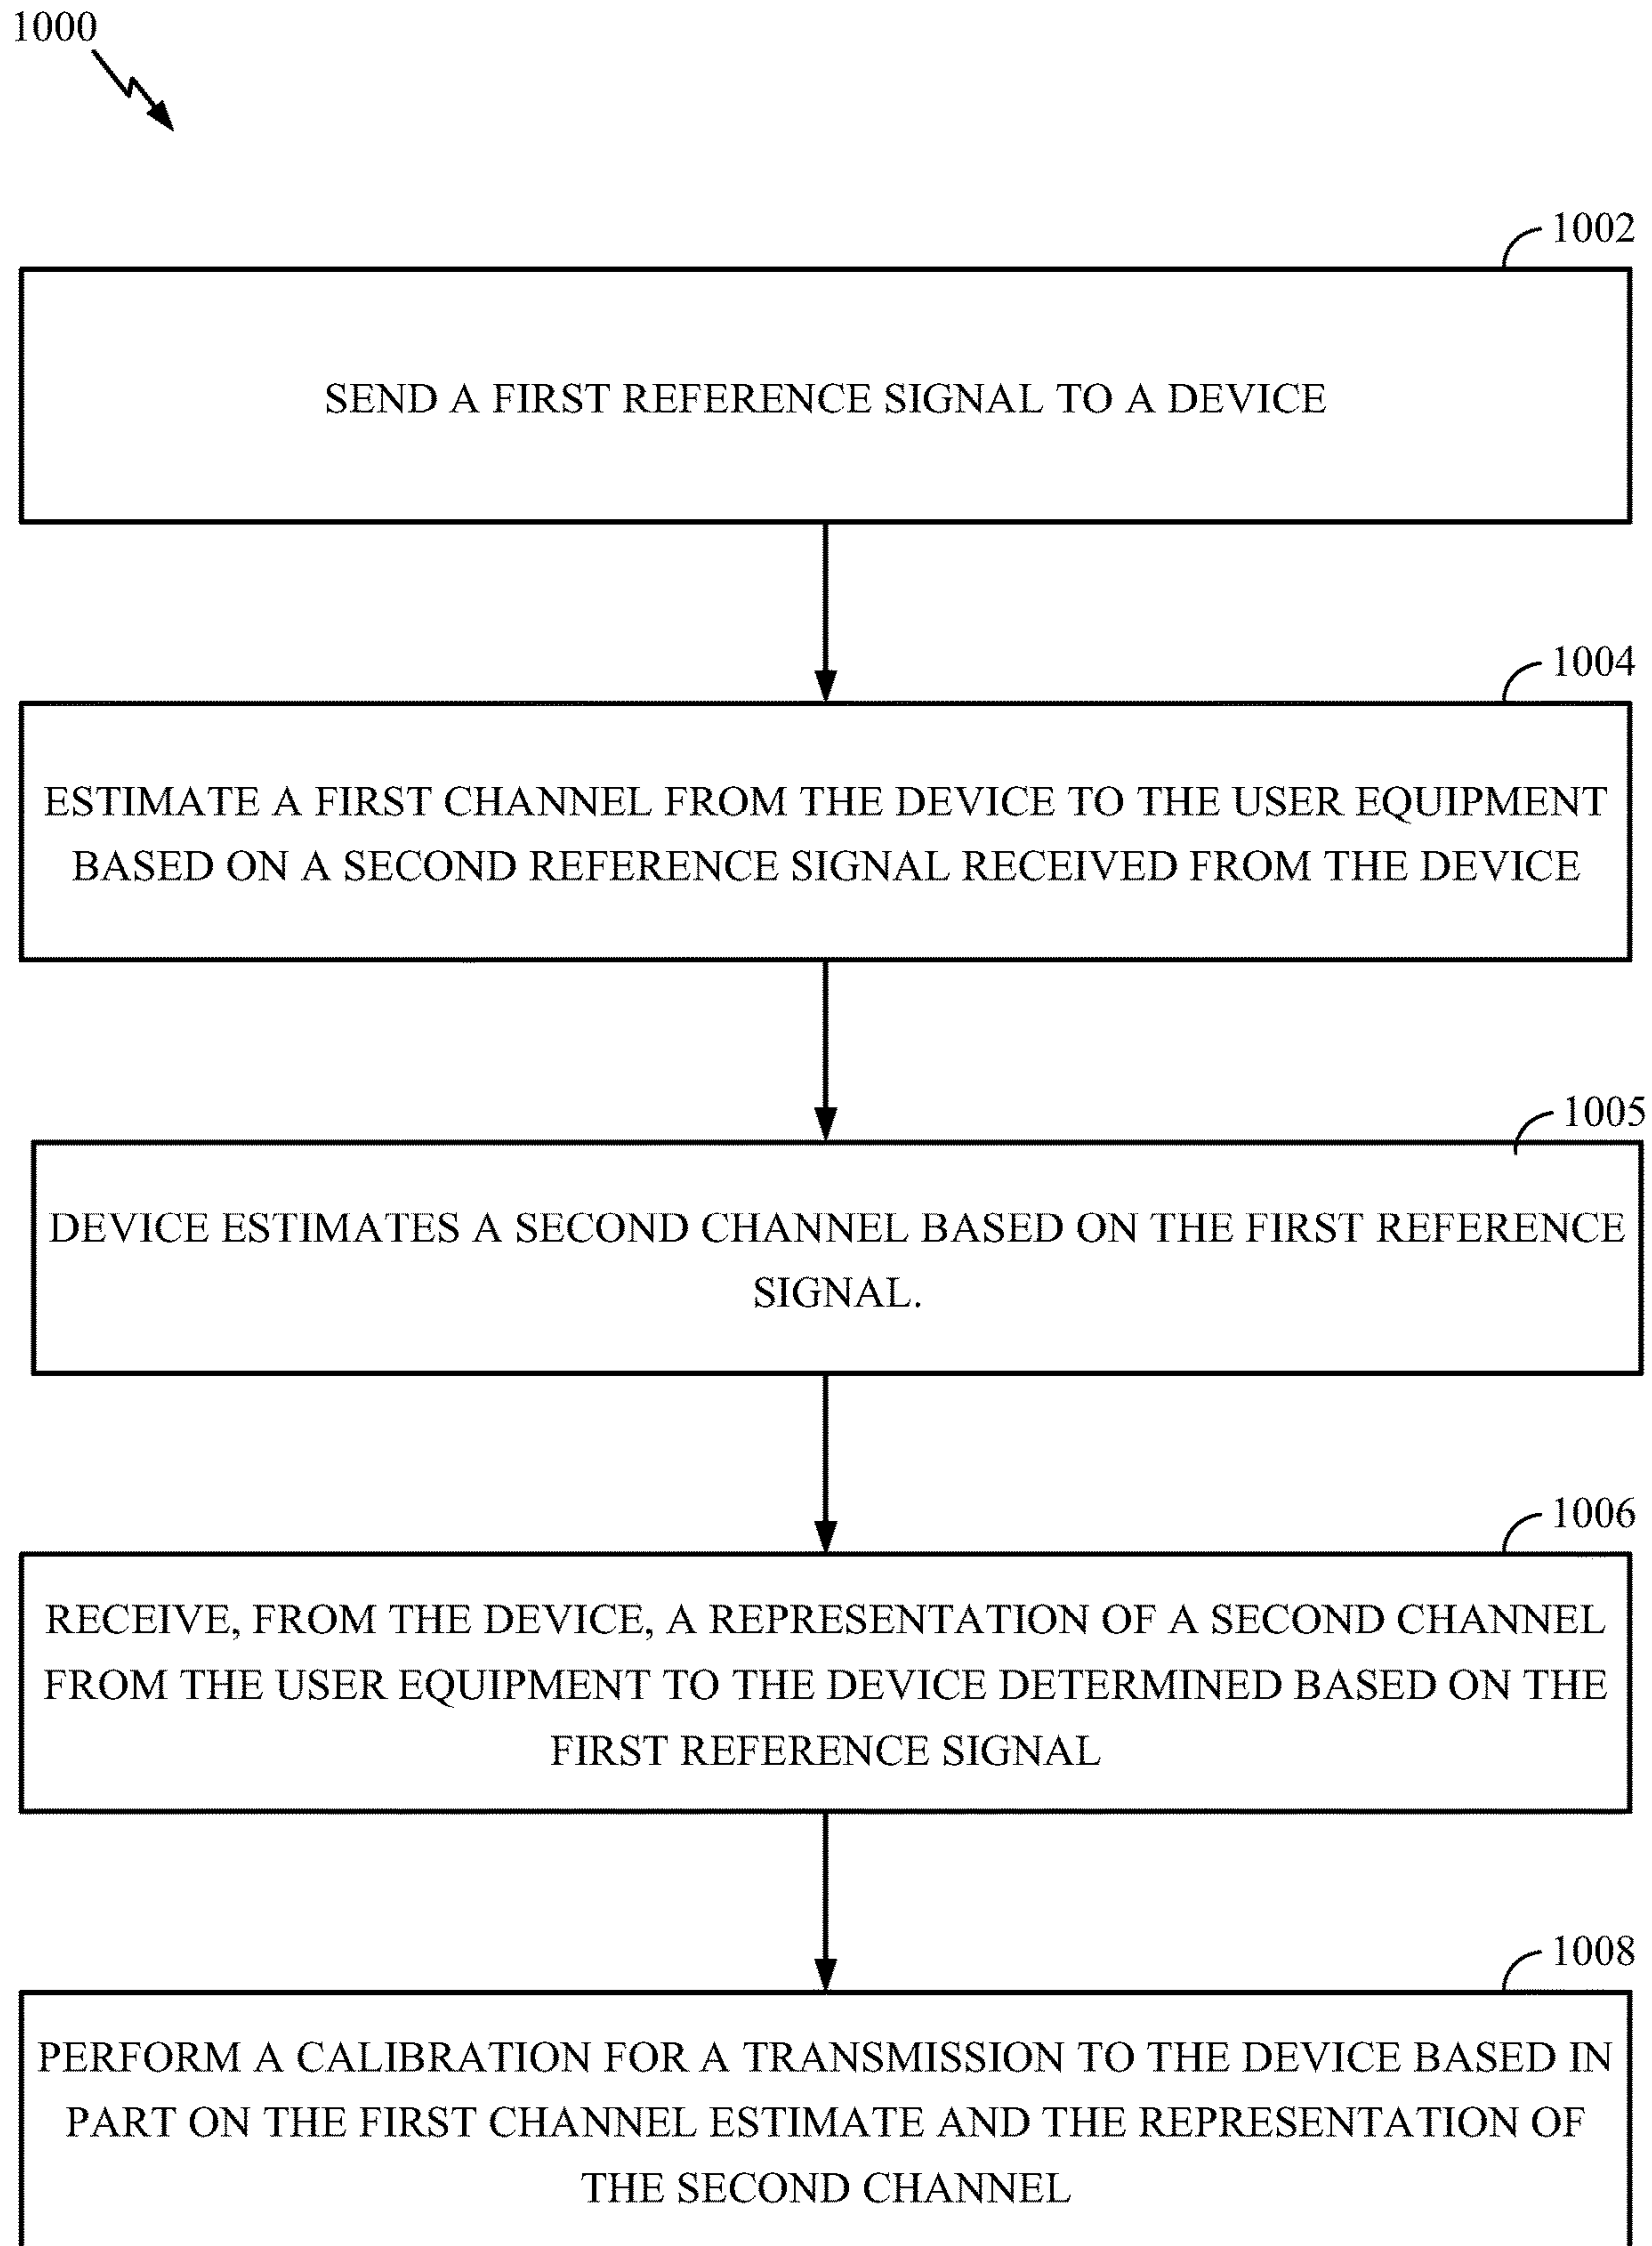 1000
1002
SEND A FIRST REFERENCE SIGNAL TO A DEVICE
1004
ESTIMATE A FIRST CHANNEL FROM THE DEVICE TO THE USER EQUIPMENT
BASED ON A SECOND REFERENCE SIGNAL RECEIVED FROM THE DEVICE
1005
DEVICE ESTIMATES A SECOND CHANNEL BASED ON THE FIRST REFERENCE
SIGNAL.
1006
RECEIVE, FROM THE DEVICE, A REPRESENTATION OF A SECOND CHANNEL
FROM THE USER EQUIPMENT TO THE DEVICE DETERMINED BASED ON THE
FIRST REFERENCE SIGNAL
1008
PERFORM A CALIBRATION FOR A TRANSMISSION TO THE DEVICE BASED IN
PART ON THE FIRST CHANNEL ESTIMATE AND THE REPRESENTATION OF
THE SECOND CHANNEL